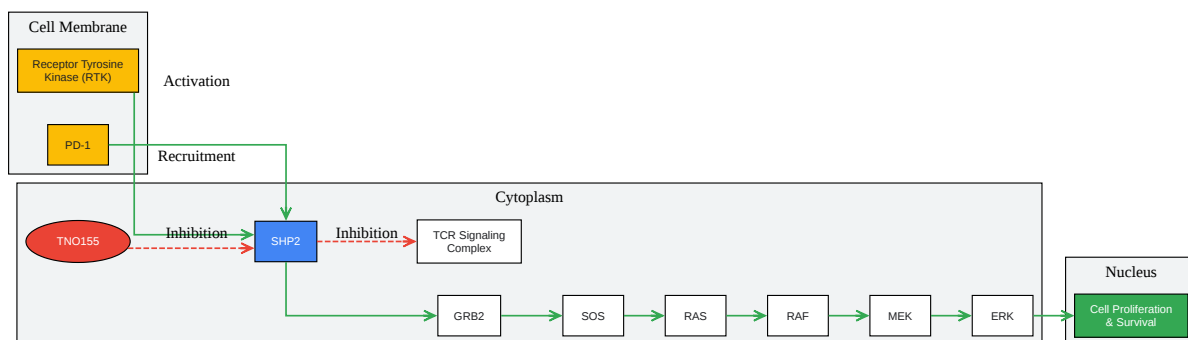 Cell Membrane
Receptor Tyrosine
Kinase (RTK)
Activation
PD-1
Recruitment
Cytoplasm
TNO155
Inhibition
SHP2
Inhibition
TCR Signaling
Complex
Nucleus
GRB2
SOS
RAS
RAF
MEK
ERK
Cell Proliferation
& Survival